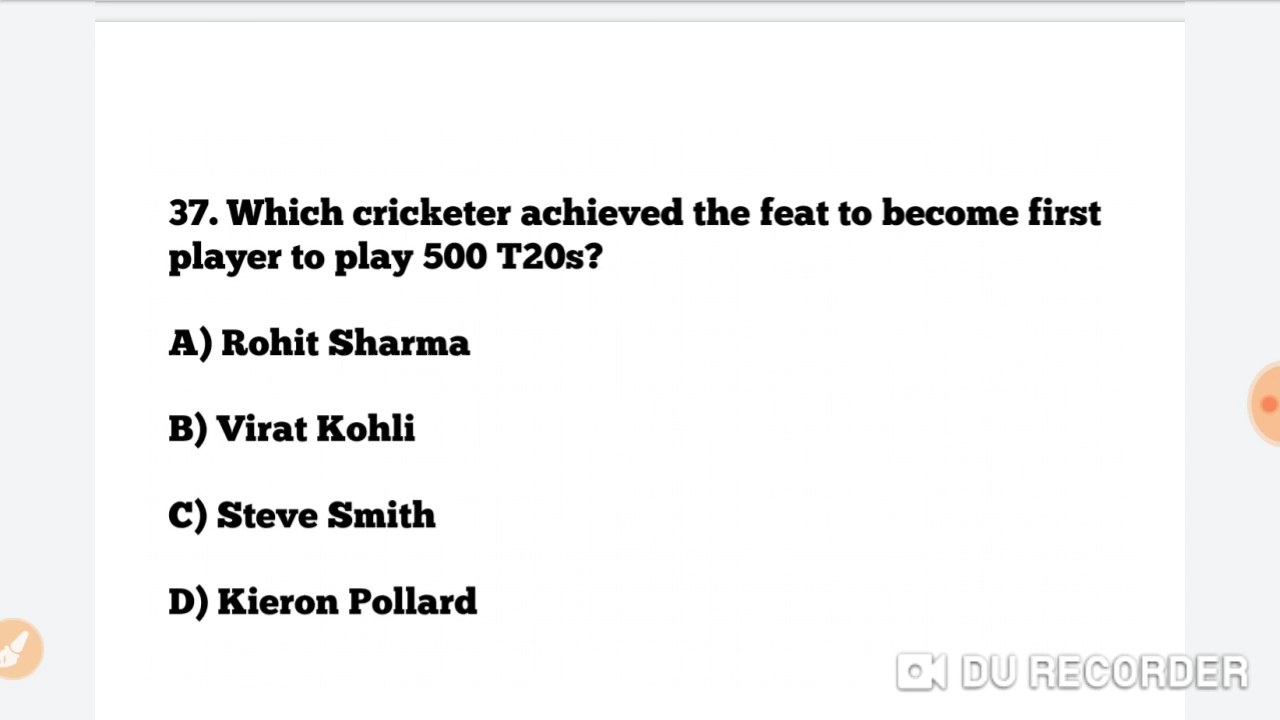 37. Which cricketer achieved the feat to become first
player to play 500 T20s?
A) Rohit Sharma
B) Virat Kohli
C) Steve Smith
D) Kieron Pollard
DU RECORDER